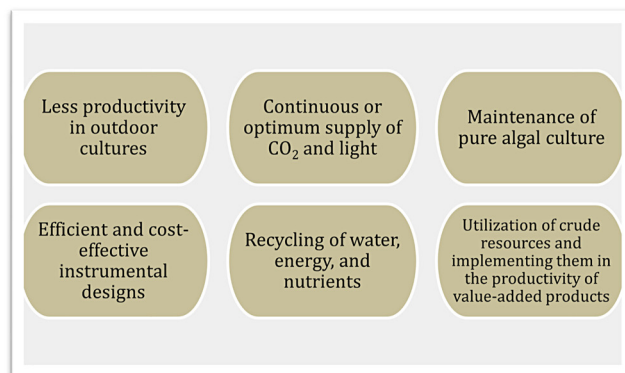 Less productivity
in outdoor
cultures
Continuous or
optimum supply of
CO₂ and light
Maintenance of
pure algal culture
Efficient and cost-
effective
instrumental
designs
Recycling of water,
energy, and
nutrients
Utilization of crude
resources and
implementing them in
the productivity of
value-added products